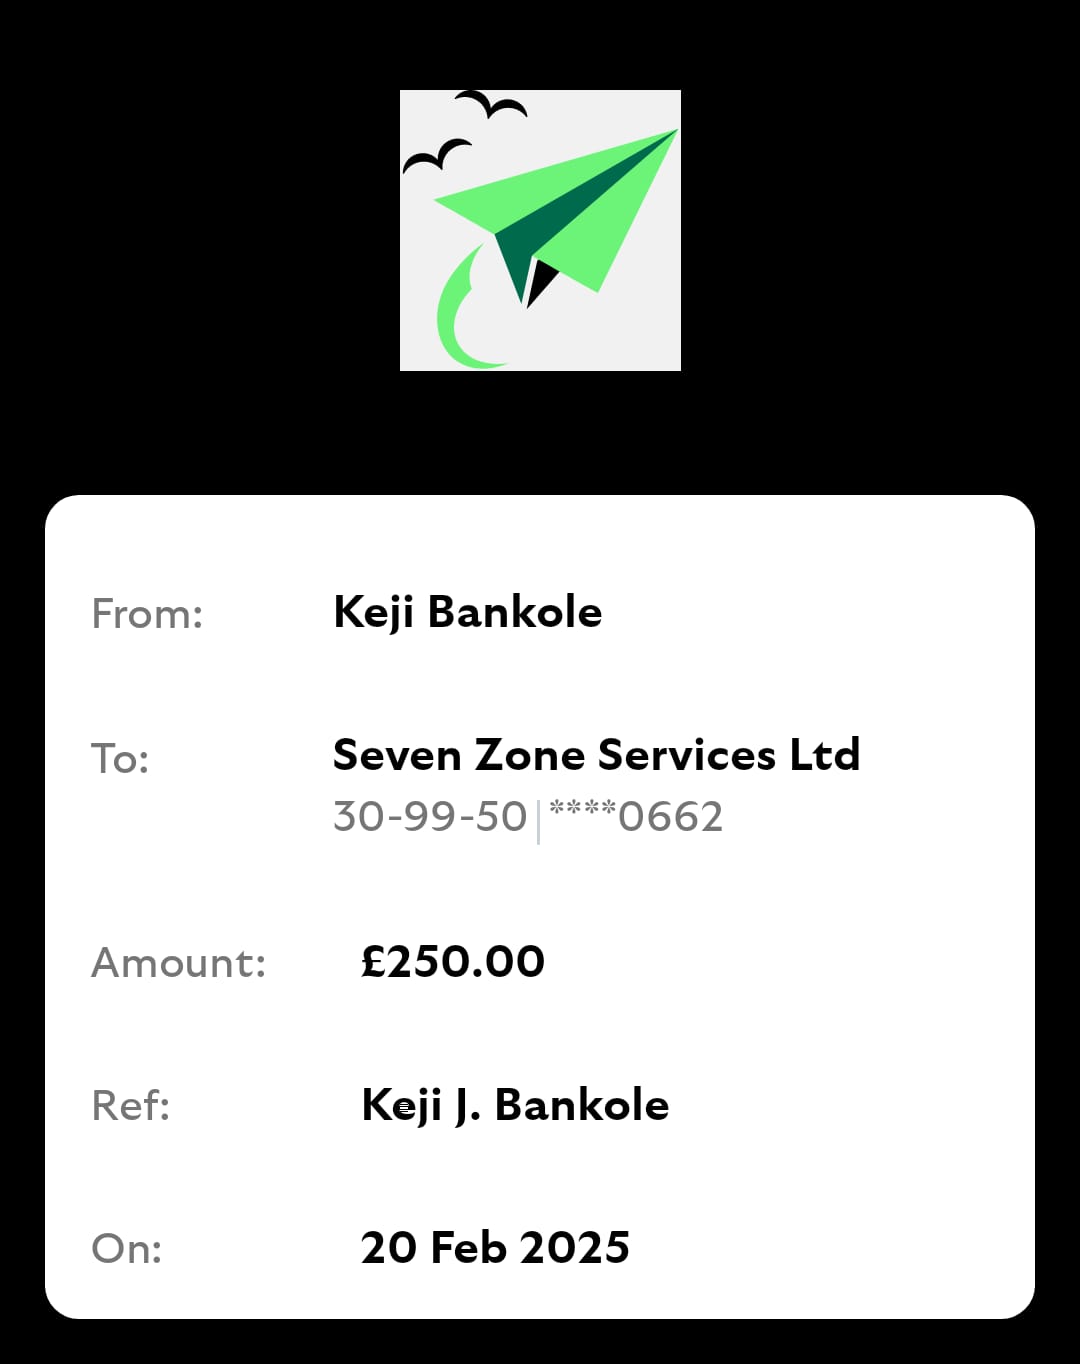 From: Keji Bankole
To: Seven Zone Services Ltd
30-99-50 | ****0662
Amount: £250.00
Ref: Keji J. Bankole
On: 20 Feb 2025